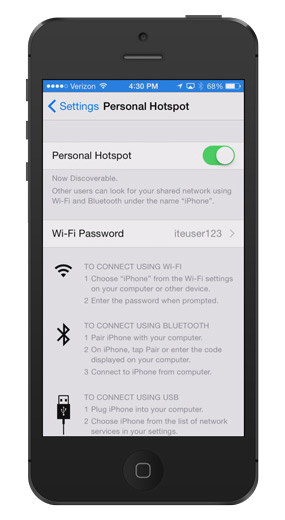 Verizon 4:30 PM 68%
Settings Personal Hotspot
Personal Hotspot
Now Discoverable.
Other users can look for your shared network using
Wi-Fi and Bluetooth under the name “iPhone”.
Wi-Fi Password iteuser123
TO CONNECT USING WI-FI
1 Choose “iPhone” from the Wi-Fi settings
on your computer or other device.
2 Enter the password when prompted.
TO CONNECT USING BLUETOOTH
1 Pair iPhone with your computer.
2 On iPhone, tap Pair or enter the code
displayed on your computer.
3 Connect to iPhone from computer.
TO CONNECT USING USB
1 Plug iPhone into your computer.
2 Choose iPhone from the list of network
services in your settings.